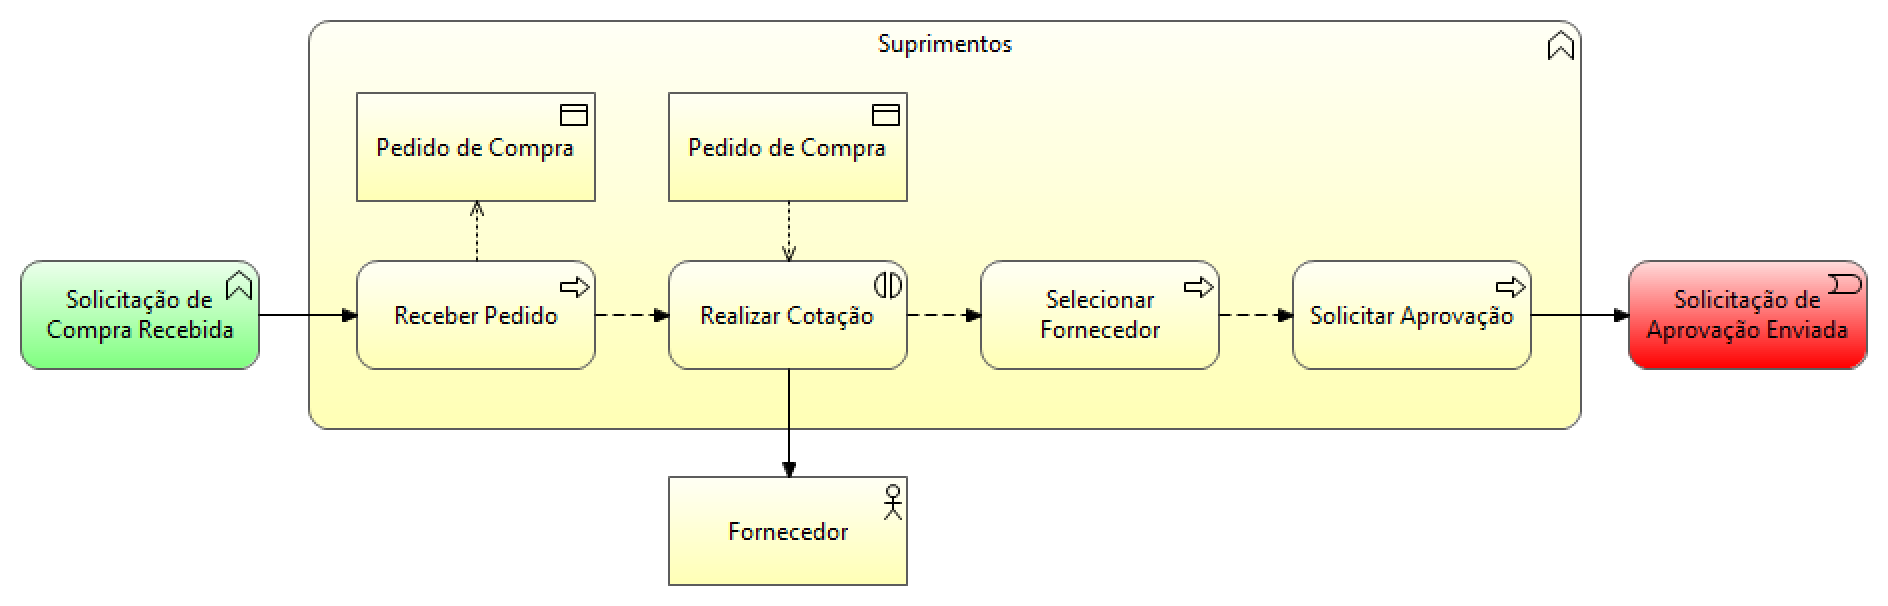 Suprimentos
Pedido de Compra
Pedido de Compra
Solicitação de
Compra Recebida
Receber Pedido
Realizar Cotação
Selecionar
Fornecedor
Solicitar Aprovação
Solicitação de
Aprovação Enviada
Fornecedor